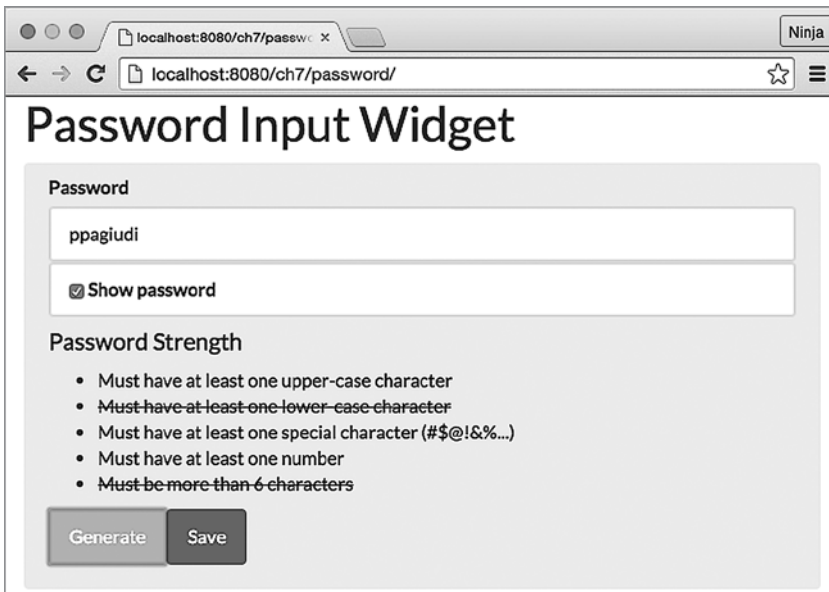 localhost:8080/ch7/passwo
Ninja
localhost:8080/ch7/password/
Password Input Widget
Password
ppagiudi
Show password
Password Strength
Must have at least one upper-case character
Must have at least one lower-case character
Must have at least one special character (#$@!&%...)
Must have at least one number
Must be more than 6 characters
Generate
Save